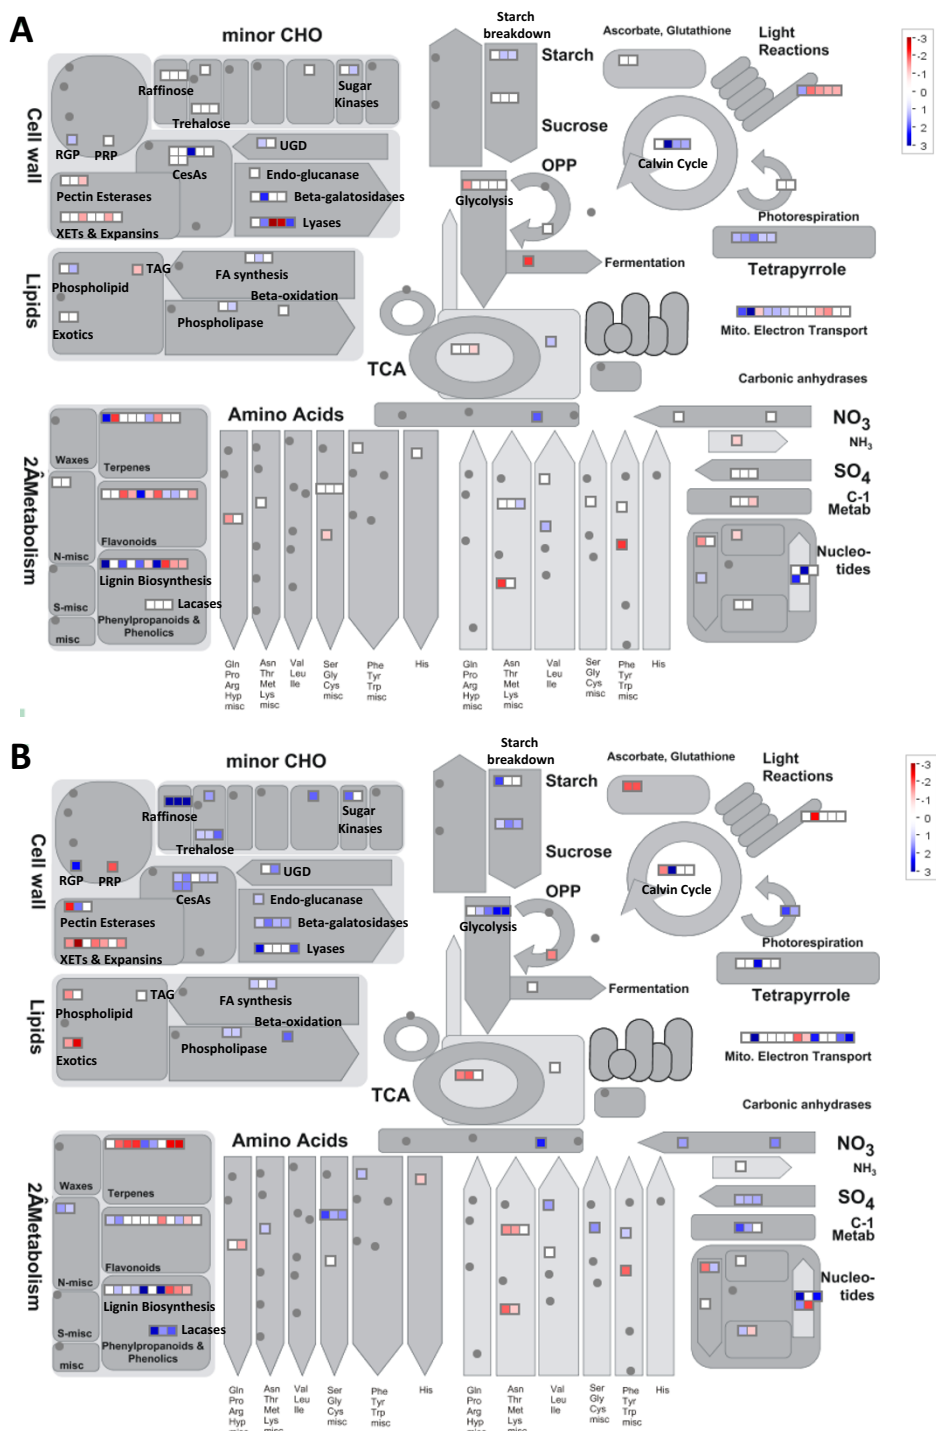 A
minor CHO
Starch
breakdown
Ascorbate, Glutathione
Light
Reactions
-3
-2
-1
0
1
2
3
Starch
Cell wall
Raffinose
Sugar
Kinases
Trehalose
Sucrose
RGP
PRP
CesAs
UGD
OPP
Calvin Cycle
Endo-glucanase
Pectin Esterases
Beta-galatosidases
Glycolysis
XETs & Expansins
Lyases
Photorespiration
Fermentation
Tetrapyrrole
Lipids
Phospholipid
TAG
FA synthesis
Beta-oxidation
Phospholipase
Exotics
Mito. Electron Transport
TCA
Carbonic anhydrases
Amino Acids
NO3
NH3
SO4
C-1
Metab
Nucleo-
tides
2ÂMetabolism
Waxes
Terpenes
Flavonoids
N-misc
Lignin Biosynthesis
S-misc
Lacases
Phenylpropanoids &
Phenolics
misc
Gln Asn Val Ser Phe His Gln Asn Val Ser Phe His
Pro Thr Leu Gly Tyr Pro Thr Leu Gly Tyr
Arg Met Ile Cys Trp Arg Met Ile Cys Trp
Hyp Lys misc misc Hyp Lys misc misc
misc misc misc misc
B
minor CHO
Starch
breakdown
Ascorbate, Glutathione
Light
Reactions
-3
-2
-1
0
1
2
3
Starch
Cell wall
Raffinose
Sugar
Kinases
Trehalose
Sucrose
RGP
PRP
CesAs
UGD
OPP
Calvin Cycle
Endo-glucanase
Pectin Esterases
Beta-galatosidases
Glycolysis
XETs & Expansins
Lyases
Photorespiration
Fermentation
Tetrapyrrole
Lipids
Phospholipid
TAG
FA synthesis
Beta-oxidation
Phospholipase
Exotics
Mito. Electron Transport
TCA
Carbonic anhydrases
Amino Acids
NO3
NH3
SO4
C-1
Metab
Nucleo-
tides
2ÂMetabolism
Waxes
Terpenes
Flavonoids
N-misc
Lignin Biosynthesis
S-misc
Lacases
Phenylpropanoids &
Phenolics
misc
Gln Asn Val Ser Phe His Gln Asn Val Ser Phe His
Pro Thr Leu Gly Tyr Pro Thr Leu Gly Tyr
Arg Met Ile Cys Trp Arg Met Ile Cys Trp
Hyp Lys misc misc Hyp Lys misc misc